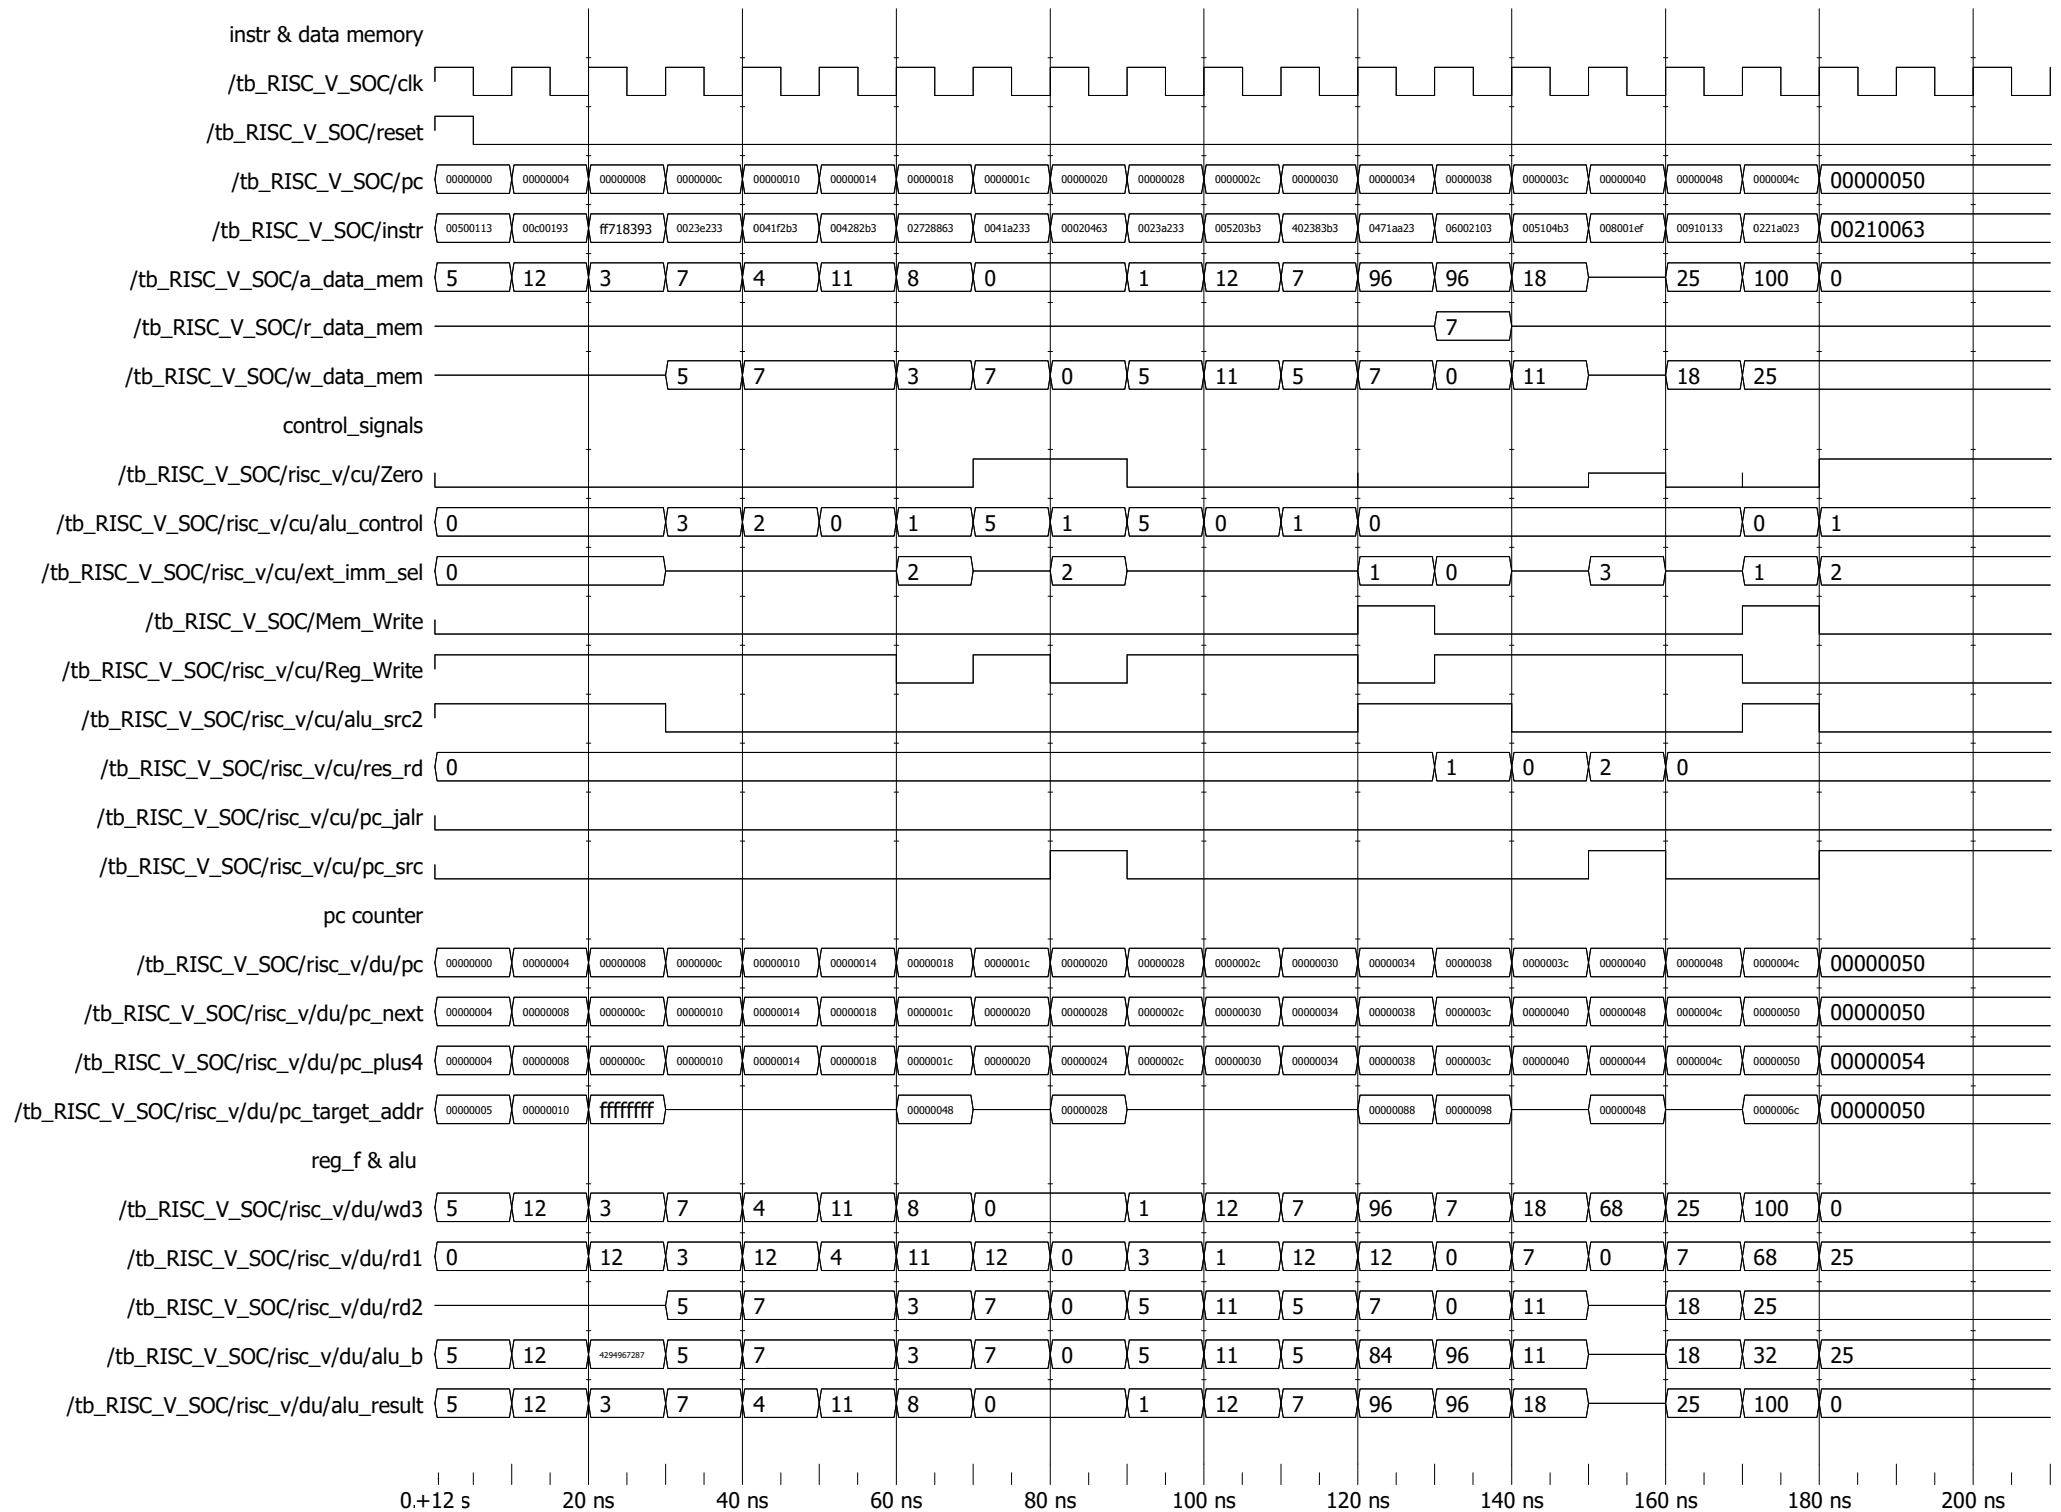 instr & data memory
/tb_RISC_V_SOC/clk
/tb_RISC_V_SOC/reset
/tb_RISC_V_SOC/pc 00000000 00000004 00000008 0000000c 00000010 00000014 00000018 0000001c 00000020 00000028 0000002c 00000030 00000034 00000038 0000003c 00000040 00000048 0000004c 00000050
/tb_RISC_V_SOC/instr 00500113 00c00193 ff718393 0023e233 0041f2b3 004282b3 02728863 0041a233 00020463 0023a233 005203b3 402383b3 0471aa23 06002103 005104b3 008001ef 00910133 0221a023 00210063
/tb_RISC_V_SOC/a_data_mem 5 12 3 7 4 11 8 0 1 12 7 96 96 18 25 100 0
/tb_RISC_V_SOC/r_data_mem 7
/tb_RISC_V_SOC/w_data_mem 5 7 3 7 0 5 11 5 7 0 11 18 25
control_signals
/tb_RISC_V_SOC/risc_v/cu/Zero
/tb_RISC_V_SOC/risc_v/cu/alu_control 0 3 2 0 1 5 1 5 0 1 0 0 1
/tb_RISC_V_SOC/risc_v/cu/ext_imm_sel 0 2 2 1 0 3 1 2
/tb_RISC_V_SOC/Mem_Write
/tb_RISC_V_SOC/risc_v/cu/Reg_Write
/tb_RISC_V_SOC/risc_v/cu/alu_src2
/tb_RISC_V_SOC/risc_v/cu/res_rd 0 1 0 2 0
/tb_RISC_V_SOC/risc_v/cu/pc_jalr
/tb_RISC_V_SOC/risc_v/cu/pc_src
pc counter
/tb_RISC_V_SOC/risc_v/du/pc 00000000 00000004 00000008 0000000c 00000010 00000014 00000018 0000001c 00000020 00000028 0000002c 00000030 00000034 00000038 0000003c 00000040 00000048 0000004c 00000050
/tb_RISC_V_SOC/risc_v/du/pc_next 00000004 00000008 0000000c 00000010 00000014 00000018 0000001c 00000020 00000028 0000002c 00000030 00000034 00000038 0000003c 00000040 00000048 0000004c 00000050 00000050
/tb_RISC_V_SOC/risc_v/du/pc_plus4 00000004 00000008 0000000c 00000010 00000014 00000018 0000001c 00000020 00000024 0000002c 00000030 00000034 00000038 0000003c 00000040 00000044 0000004c 00000050 00000054
/tb_RISC_V_SOC/risc_v/du/pc_target_addr 00000005 00000010 ffffffff 00000048 00000028 00000088 00000098 00000048 0000006c 00000050
reg_f & alu
/tb_RISC_V_SOC/risc_v/du/wd3 5 12 3 7 4 11 8 0 1 12 7 96 7 18 68 25 100 0
/tb_RISC_V_SOC/risc_v/du/rd1 0 12 3 12 4 11 12 0 3 1 12 12 0 7 0 7 68 25
/tb_RISC_V_SOC/risc_v/du/rd2 5 7 3 7 0 5 11 5 7 0 11 18 25
/tb_RISC_V_SOC/risc_v/du/alu_b 5 12 4294967287 5 7 3 7 0 5 11 5 84 96 11 18 32 25
/tb_RISC_V_SOC/risc_v/du/alu_result 5 12 3 7 4 11 8 0 1 12 7 96 96 18 25 100 0
0.+12 s 20 ns 40 ns 60 ns 80 ns 100 ns 120 ns 140 ns 160 ns 180 ns 200 ns